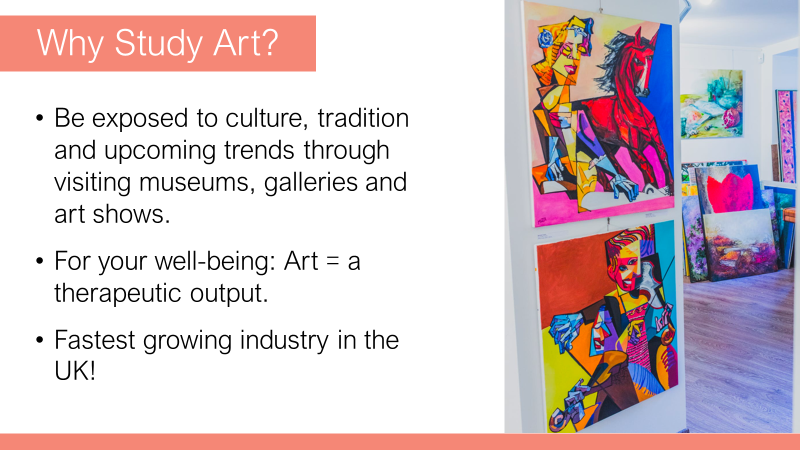 Why Study Art?
• Be exposed to culture, tradition
and upcoming trends through
visiting museums, galleries and
art shows.
• For your well-being: Art = a
therapeutic output.
• Fastest growing industry in the
UK!